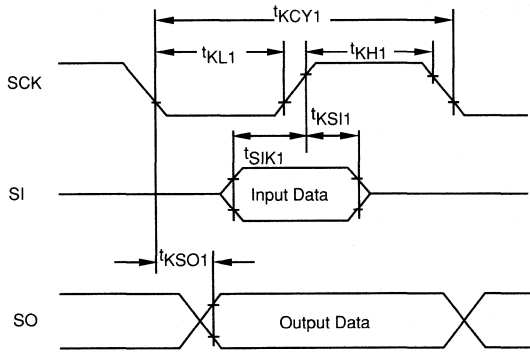 tKCY1
tKL1
tKH1
SCK
tKSI1
tSIK1
SI
Input Data
tKSO1
SO
Output Data